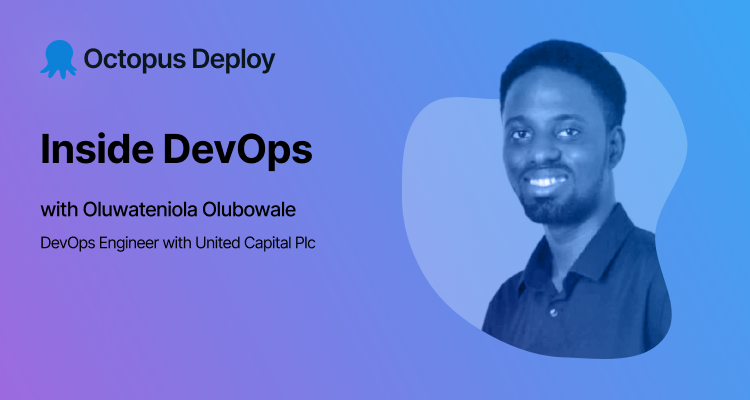 Octopus Deploy
Inside DevOps
with Oluwateniola Olubowale
DevOps Engineer with United Capital Plc